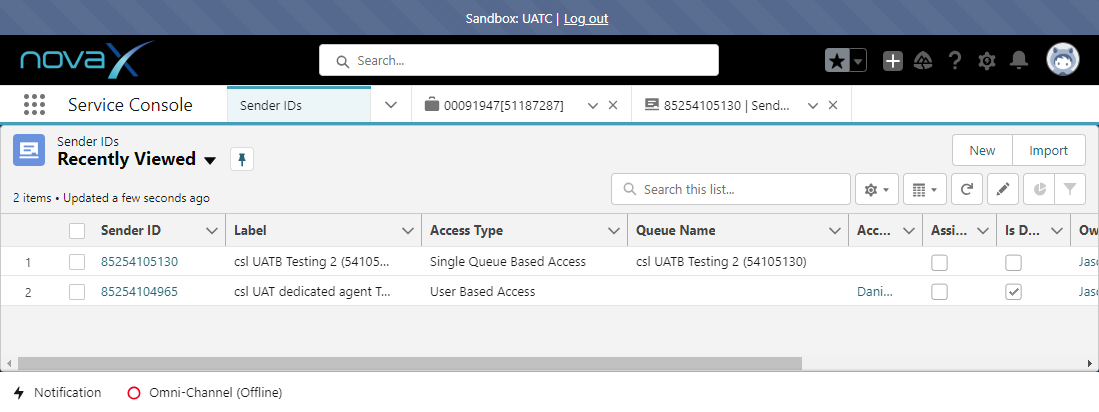 Sandbox: UATC | Log out
novaX
Search...
Service Console
Sender IDs
00091947[51187287]
85254105130 | Send...
Sender IDs
Recently Viewed
New
Import
2 items • Updated a few seconds ago
Search this list...
Sender ID Label Access Type Queue Name Acc... Assi... Is D... Ow
1 85254105130 csl UATB Testing 2 (54105... Single Queue Based Access csl UATB Testing 2 (54105130) Jaso
2 85254104965 csl UAT dedicated agent T... User Based Access Dani... Jaso
Notification
Omni-Channel (Offline)